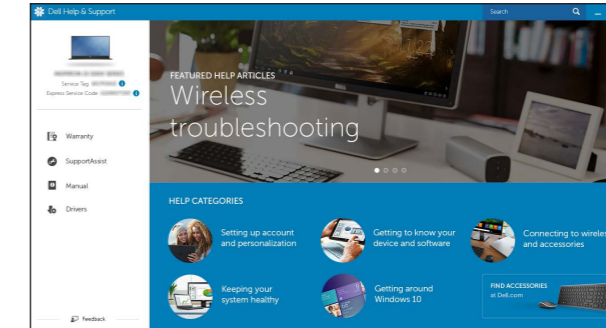 Dell Help & Support
Search
Service Tag:
Express Service Code:
Warranty
SupportAssist
Manual
Drivers
Feedback
FEATURED HELP ARTICLES
Wireless
troubleshooting
HELP CATEGORIES
Setting up account
and personalization
Getting to know your
device and software
Connecting to wireles
and accessories
Keeping your
system healthy
Getting around
Windows 10
FIND ACCESSORIES
at Dell.com